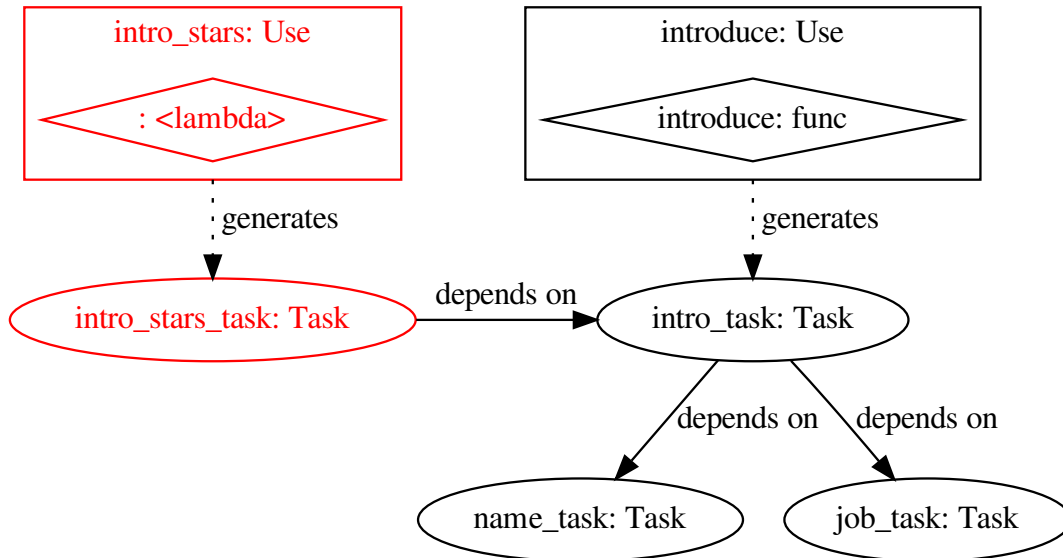 intro_stars: Use
introduce: Use
: <lambda>
introduce: func
generates
generates
intro_stars_task: Task
depends on
intro_task: Task
depends on
depends on
name_task: Task
job_task: Task